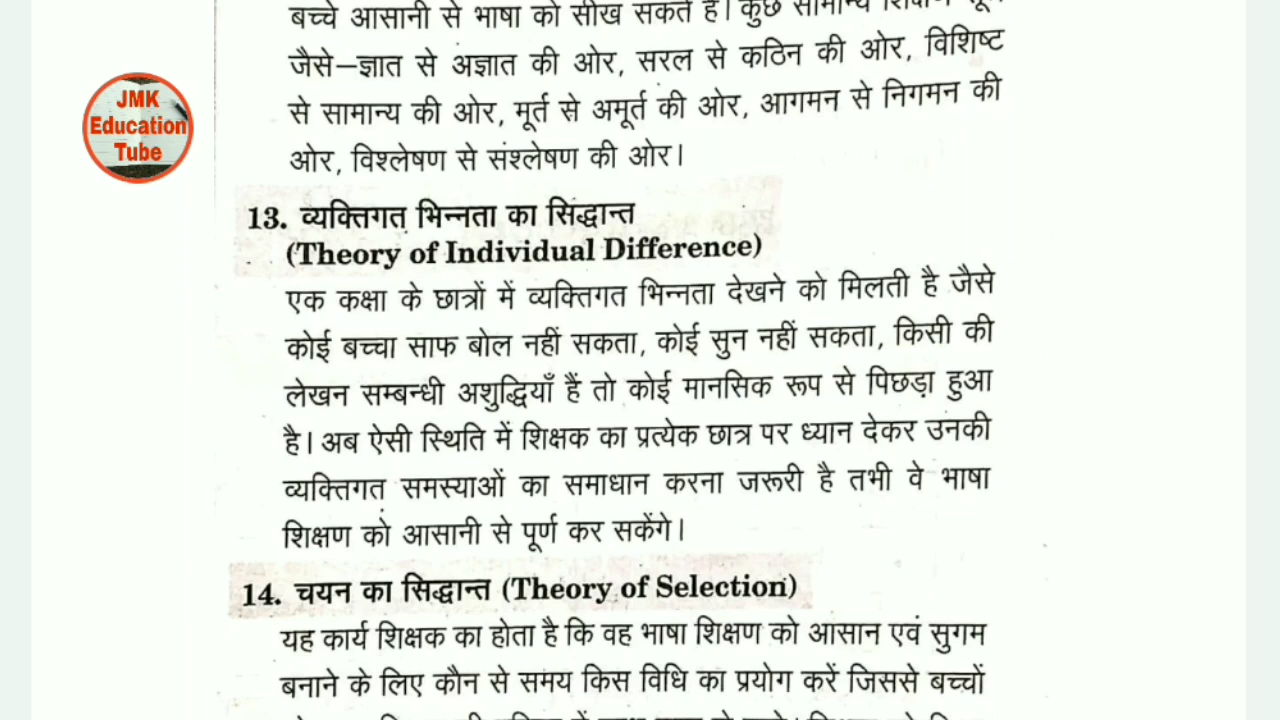 JMK
Education
Tube
बच्चे आसानी से भाषा को सीख सकते हैं। कुछ सामान्य शिक्षण
जैसे–ज्ञात से अज्ञात की ओर, सरल से कठिन की ओर, विशिष्ट
से सामान्य की ओर, मूर्त से अमूर्त की ओर, आगमन से निगमन की
ओर, विश्लेषण से संश्लेषण की ओर।
13. व्यक्तिगत भिन्नता का सिद्धान्त
(Theory of Individual Difference)
एक कक्षा के छात्रों में व्यक्तिगत भिन्नता देखने को मिलती है जैसे
कोई बच्चा साफ बोल नहीं सकता, कोई सुन नहीं सकता, किसी की
लेखन सम्बन्धी अशुद्धियाँ हैं तो कोई मानसिक रूप से पिछड़ा हुआ
है। अब ऐसी स्थिति में शिक्षक का प्रत्येक छात्र पर ध्यान देकर उनकी
व्यक्तिगत समस्याओं का समाधान करना जरूरी है तभी वे भाषा
शिक्षण को आसानी से पूर्ण कर सकेंगे।
14. चयन का सिद्धान्त (Theory of Selection)
यह कार्य शिक्षक का होता है कि वह भाषा शिक्षण को आसान एवं सुगम
बनाने के लिए कौन से समय किस विधि का प्रयोग करें जिससे बच्चों